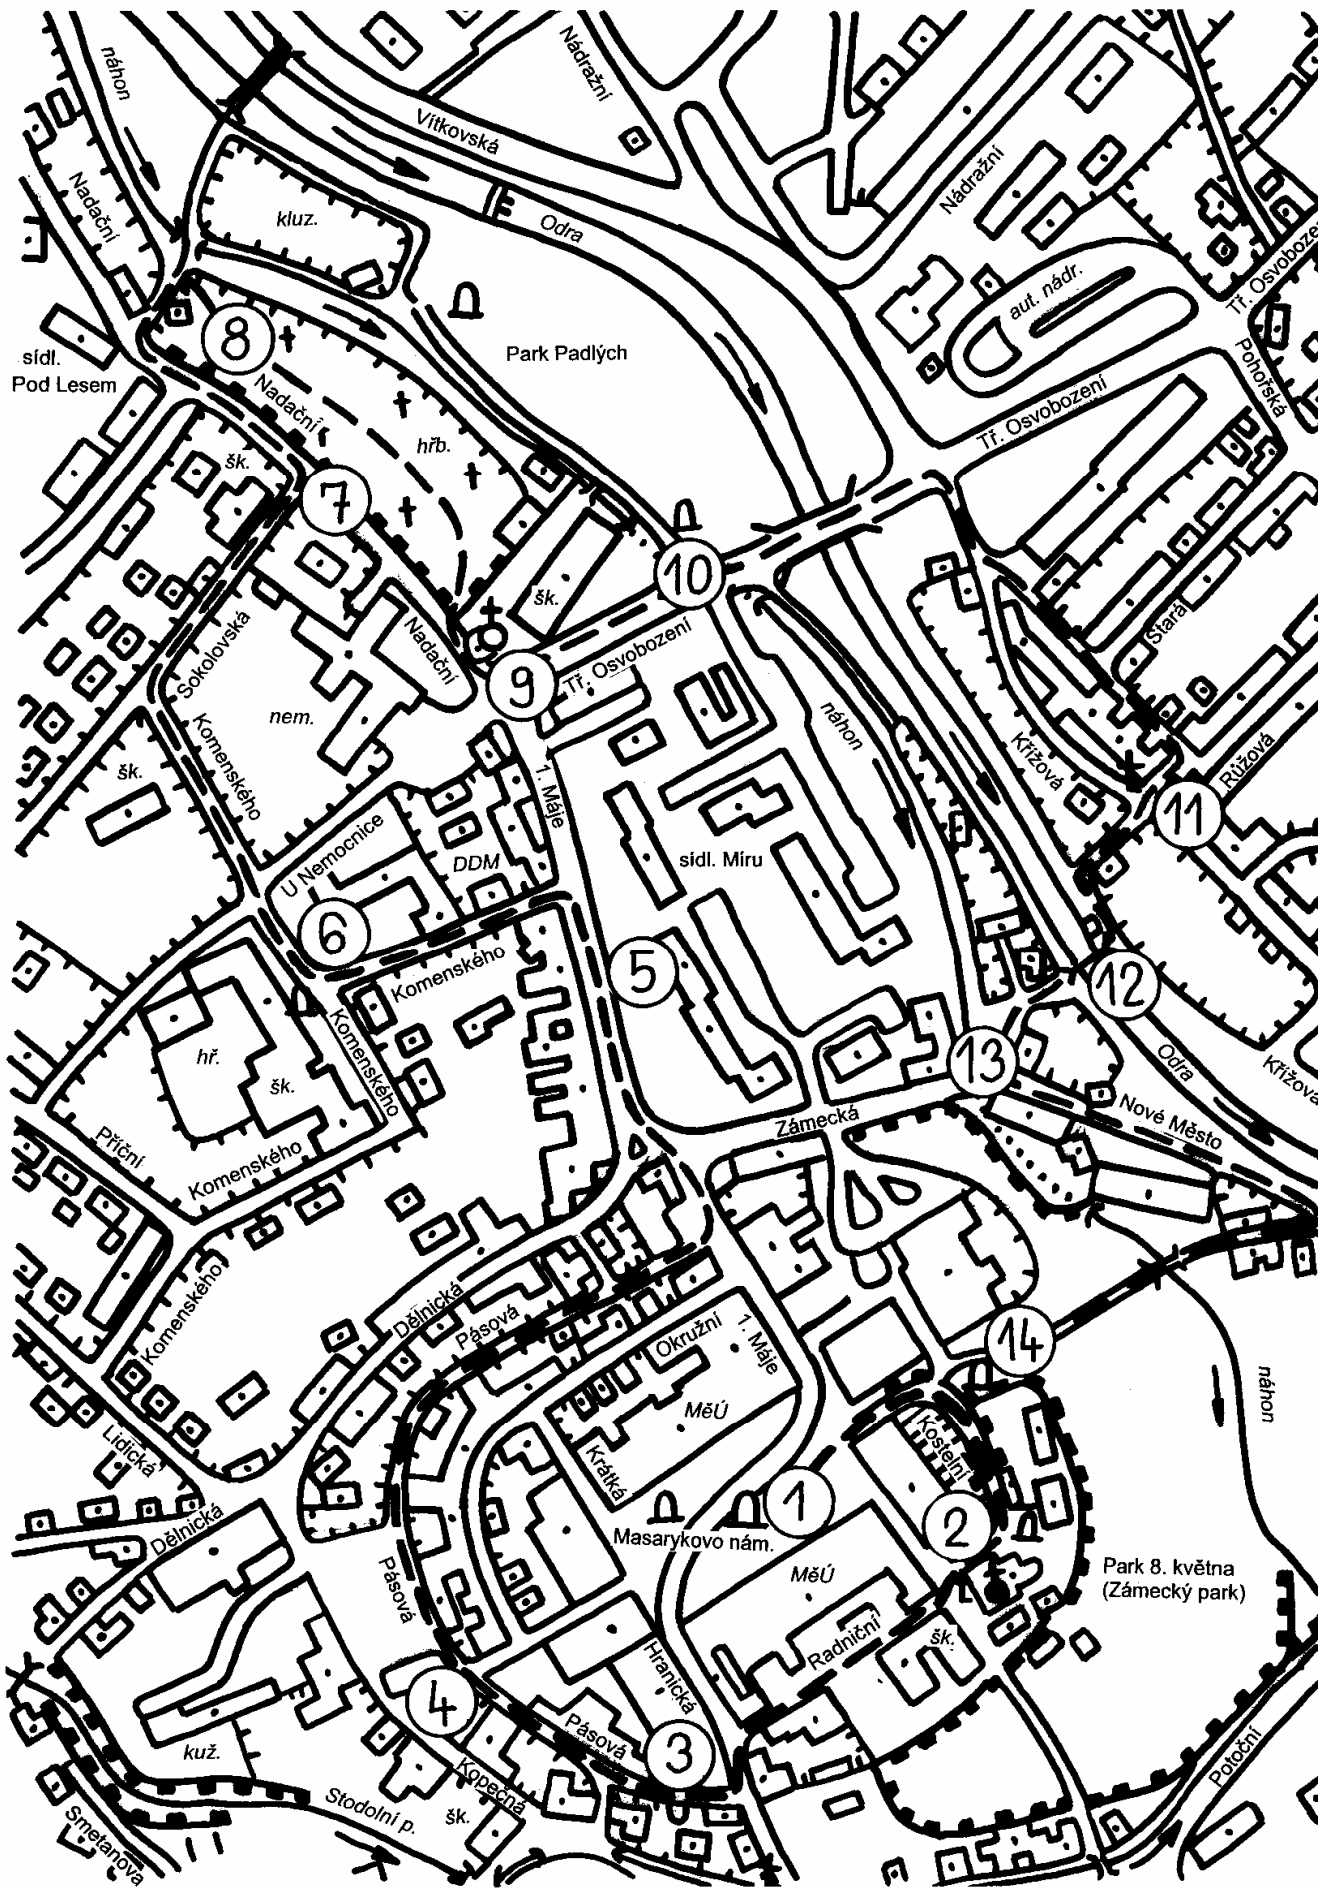 náhon
Nádražní
Vítkovská
Nádražní
Nadační
kluz.
Odra
Tř. Osvobození
aut. nádr.
8
sídl.
Pod Lesem
Park Padlých
Pohořská
Nadační
Tř. Osvobození
hřb.
šk.
7
10
šk.
Stará
Sokolovská
Nadační
Tř. Osvobození
9
nem.
náhon
Křížová
Růžová
Komenského
šk.
1. Máje
11
U Nemocnice
DDM
sídl. Míru
6
Komenského
5
12
Komenského
hř.
šk.
13
Odra
Křížová
Zámecká
Nové Město
Příční
Komenského
Komenského
Dělnická
Pásová
Okružní
1. Máje
14
náhon
MěÚ
Kostelní
Lidická
Krátká
1
2
Dělnická
Masarykovo nám.
Pásová
MěÚ
Park 8. května
(Zámecký park)
Radniční
šk.
Hranická
4
Pásová
3
kuž.
Kopečná
Potoční
Stodolní p.
šk.
Smetanova